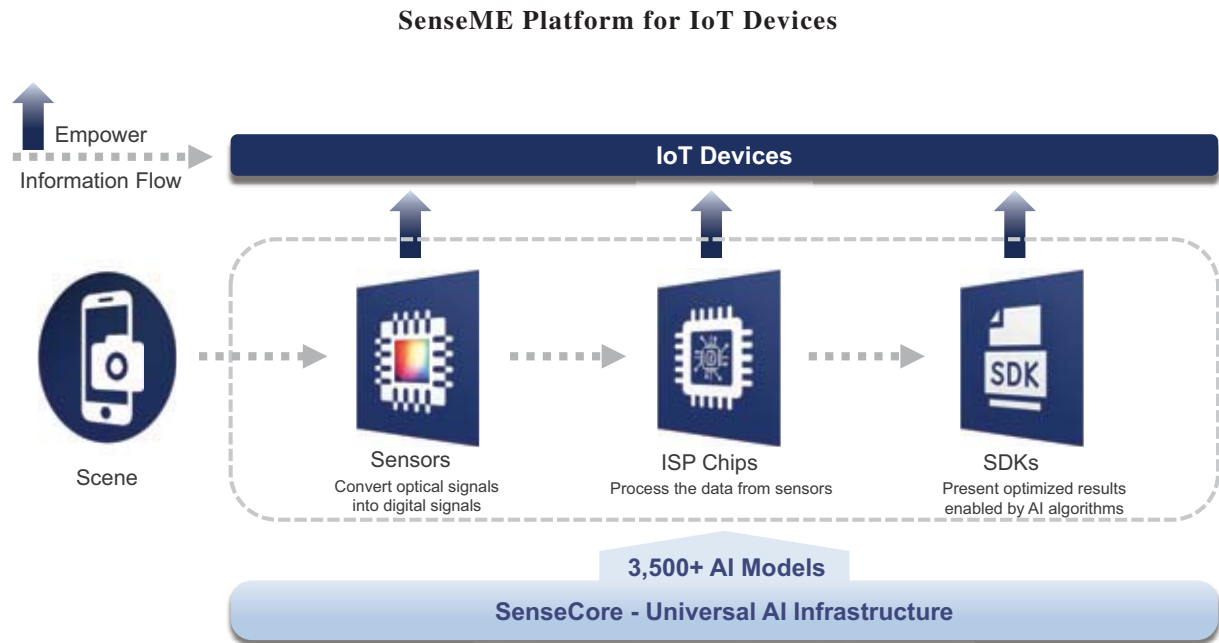 SenseME Platform for IoT Devices
Empower
Information Flow
IoT Devices
Scene
Sensors
Convert optical signals
into digital signals
ISP Chips
Process the data from sensors
SDK
SDKs
Present optimized results
enabled by AI algorithms
3,500+ AI Models
SenseCore - Universal AI Infrastructure